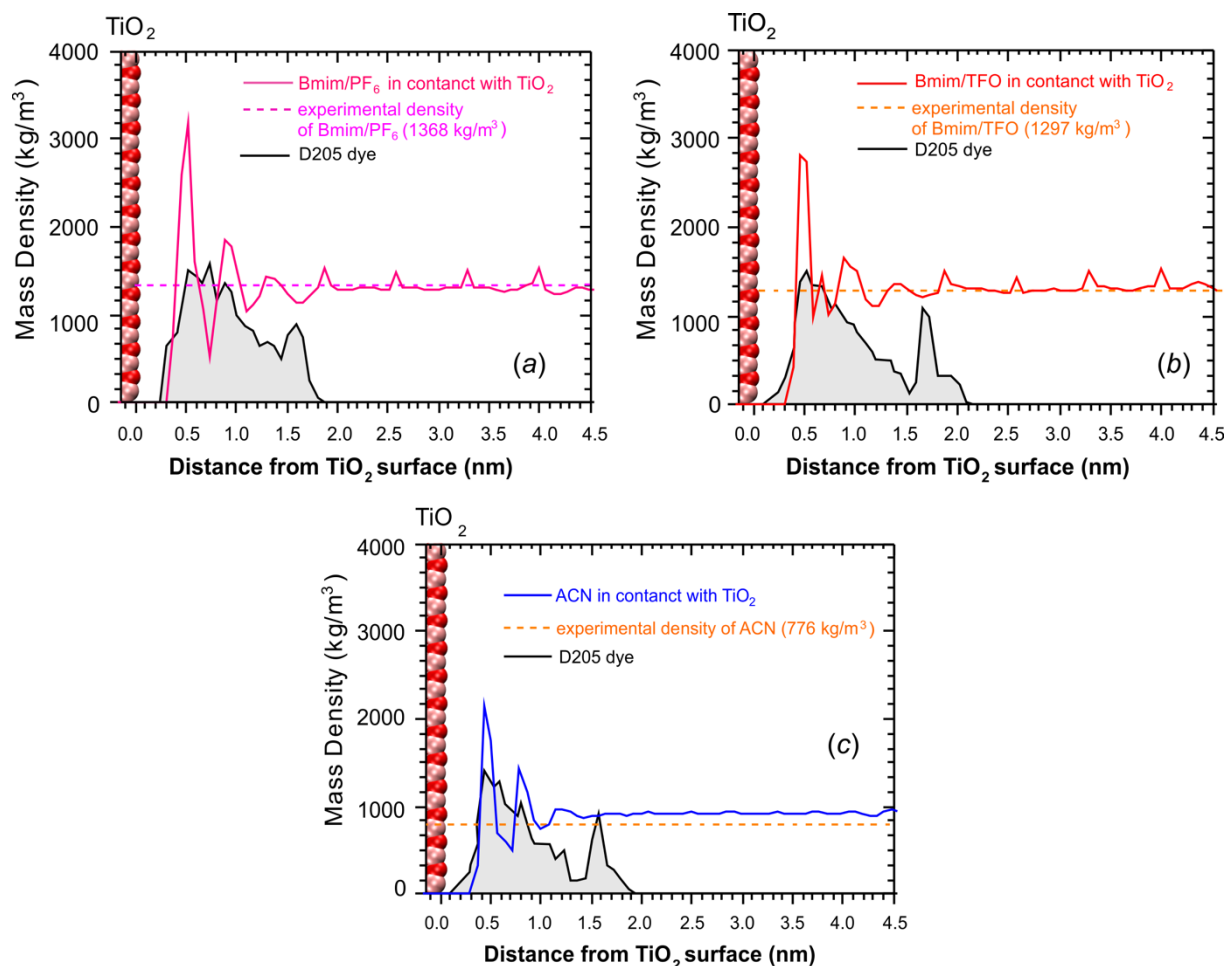 TiO2
4000
3000
2000
1000
0
Mass Density (kg/m3)
Bmim/PF6 in contanct with TiO2
experimental density
of Bmim/PF6 (1368 kg/m3)
D205 dye
(a)
0.0 0.5 1.0 1.5 2.0 2.5 3.0 3.5 4.0 4.5
Distance from TiO2 surface (nm)
TiO2
4000
3000
2000
1000
0
Mass Density (kg/m3)
Bmim/TFO in contanct with TiO2
experimental density
of Bmim/TFO (1297 kg/m3)
D205 dye
(b)
0.0 0.5 1.0 1.5 2.0 2.5 3.0 3.5 4.0 4.5
Distance from TiO2 surface (nm)
TiO2
4000
3000
2000
1000
0
Mass Density (kg/m3)
ACN in contanct with TiO2
experimental density of ACN (776 kg/m3)
D205 dye
(c)
0.0 0.5 1.0 1.5 2.0 2.5 3.0 3.5 4.0 4.5
Distance from TiO2 surface (nm)